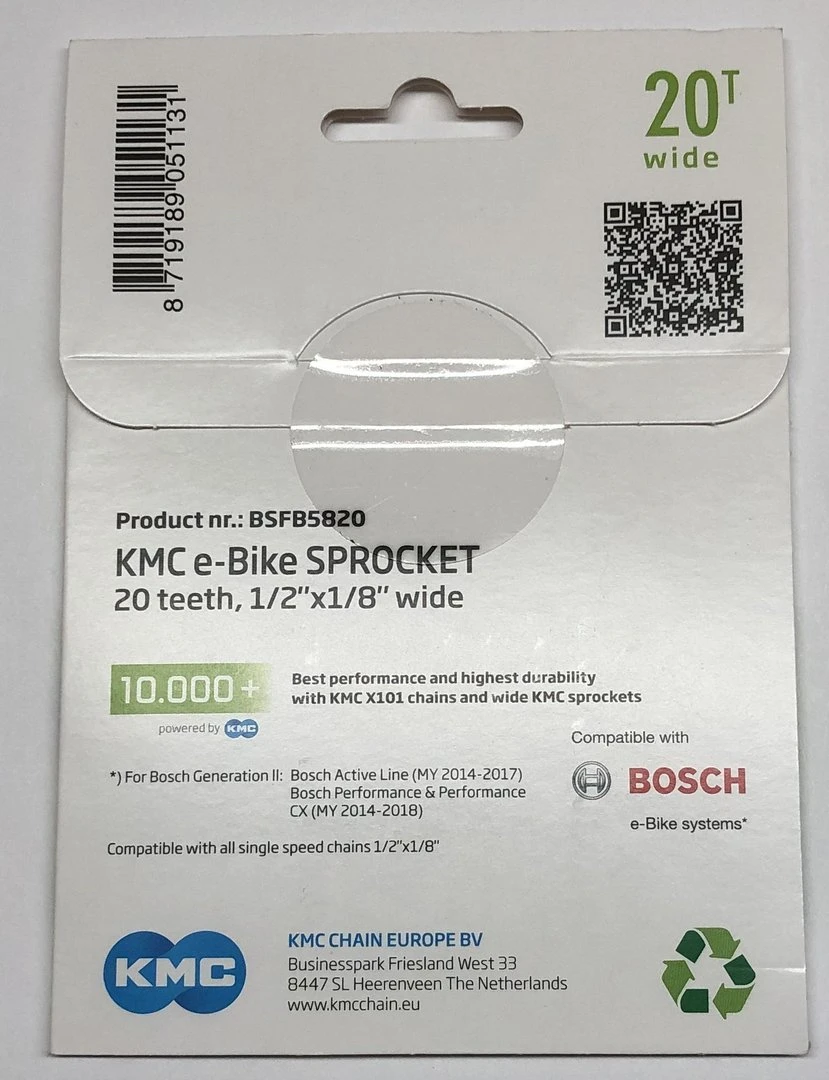 8 719189 051131
20T
wide
Product nr.: BSFB5820
KMC e-Bike SPROCKET
20 teeth, 1/2"x1/8" wide
10.000+
powered by KMC
Best performance and highest durability
with KMC X101 chains and wide KMC sprockets
Compatible with
BOSCH
e-Bike systems*
*) For Bosch Generation II: Bosch Active Line (MY 2014-2017)
Bosch Performance & Performance
CX (MY 2014-2018)
Compatible with all single speed chains 1/2"x1/8"
KMC
KMC CHAIN EUROPE BV
Businesspark Friesland West 33
8447 SL Heerenveen The Netherlands
www.kmcchain.eu